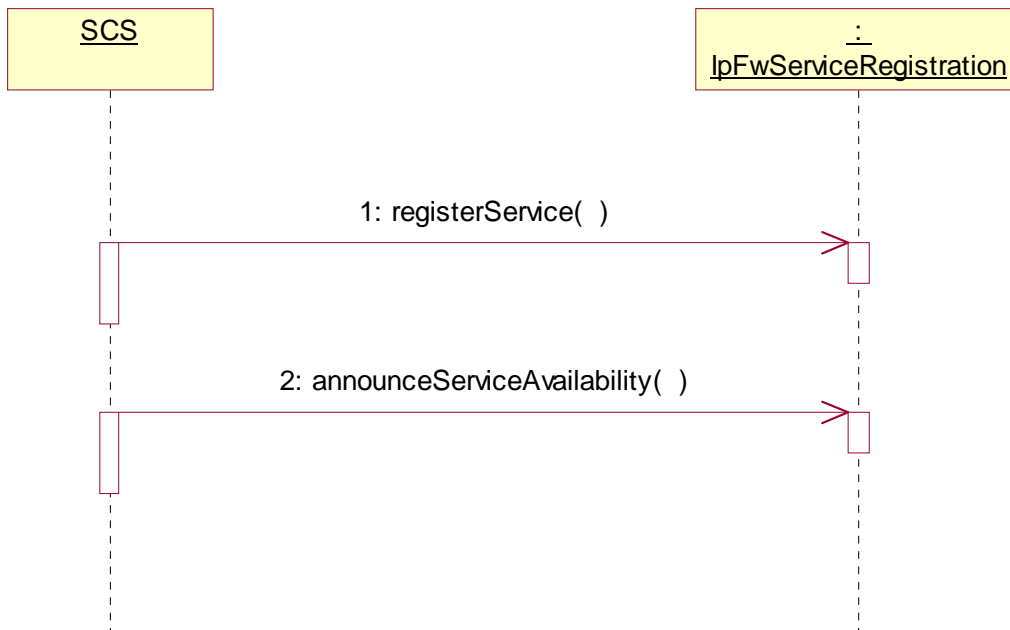 SCS
:
IpFwServiceRegistration
1: registerService( )
2: announceServiceAvailability( )